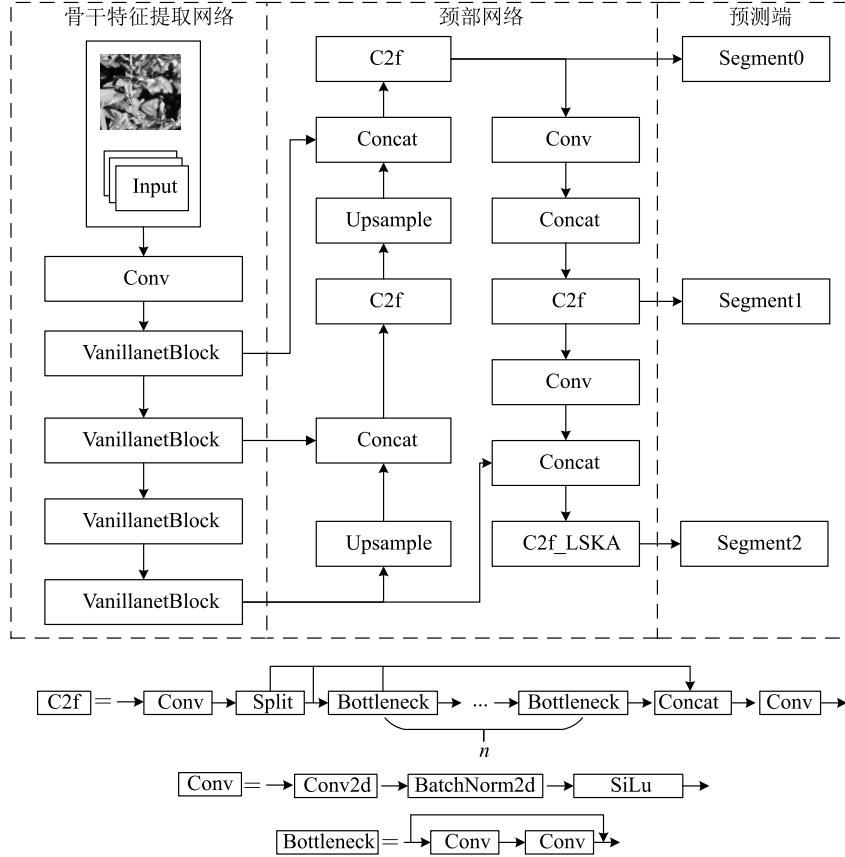 骨干特征提取网络
颈部网络
预测端
Input
Conv
VanillanetBlock
VanillanetBlock
VanillanetBlock
VanillanetBlock
C2f
Concat
Upsample
C2f
Concat
Upsample
Conv
Concat
C2f
Conv
Concat
C2f_LSKA
Segment0
Segment1
Segment2
C2f = Conv Split Bottleneck ... Bottleneck Concat Conv
n
Conv = Conv2d BatchNorm2d SiLu
Bottleneck = Conv Conv